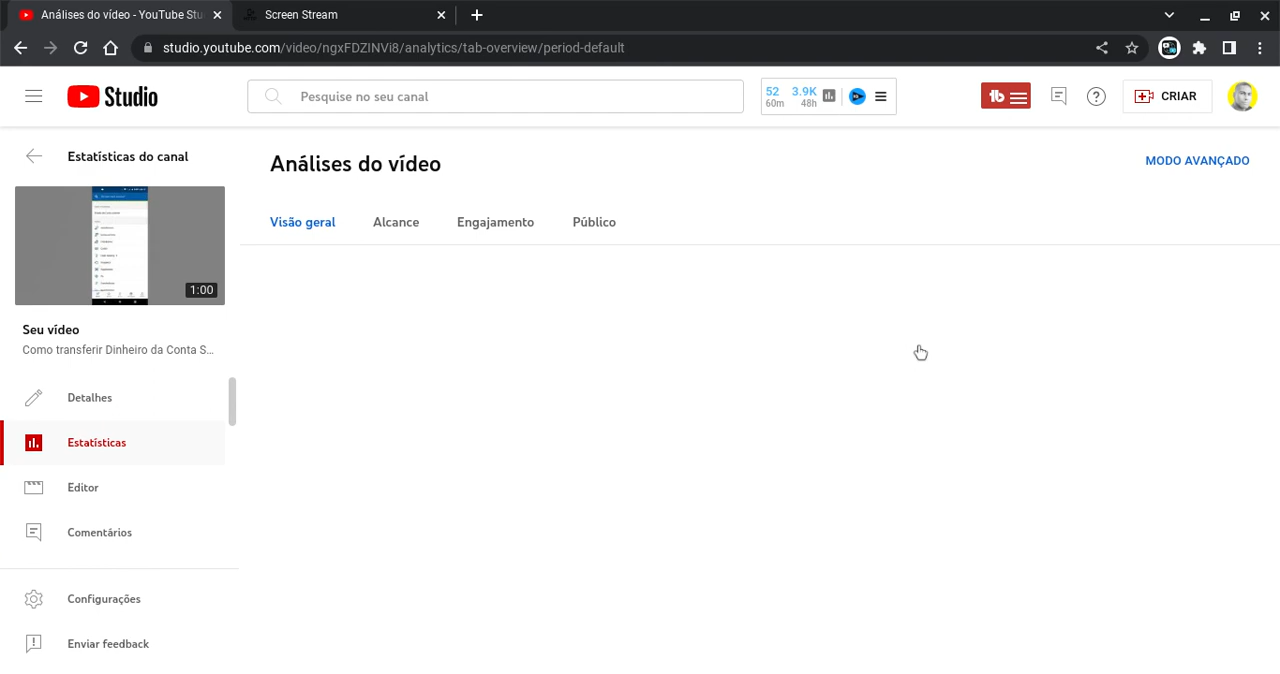 Análises do vídeo - YouTube Stu
Screen Stream
studio.youtube.com/video/ngxFDZINVi8/analytics/tab-overview/period-default
Studio
Pesquise no seu canal
52 3.9K
60m 48h
tb
CRIAR
Estatísticas do canal
Análises do vídeo
MODO AVANÇADO
Visão geral Alcance Engajamento Público
1:00
Seu vídeo
Como transferir Dinheiro da Conta S...
Detalhes
Estatísticas
Editor
Comentários
Configurações
Enviar feedback